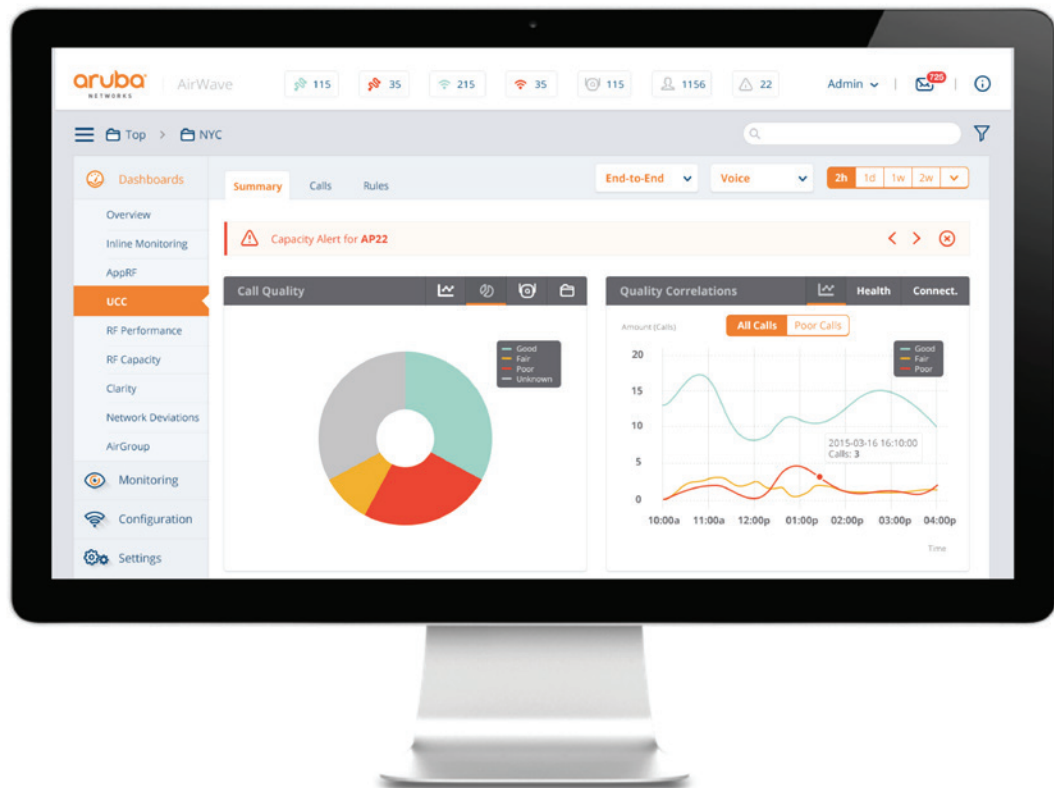 aruba
NETWORKS
AirWave
115
35
215
35
115
1156
22
Admin
725
Top > NYC
Dashboards
Summary
Calls
Rules
End-to-End
Voice
2h
1d
1w
2w
Overview
Inline Monitoring
AppRF
UCC
RF Performance
RF Capacity
Clarity
Network Deviations
AirGroup
Monitoring
Configuration
Settings
Capacity Alert for AP22
Call Quality
Good
Fair
Poor
Unknown
Quality Correlations
Health
Connect.
Amount (Calls)
All Calls
Poor Calls
Good
Fair
Poor
20
15
10
5
0
2015-03-16 16:10:00
Calls: 3
10:00a 11:00a 12:00p 01:00p 02:00p 03:00p 04:00p
Time